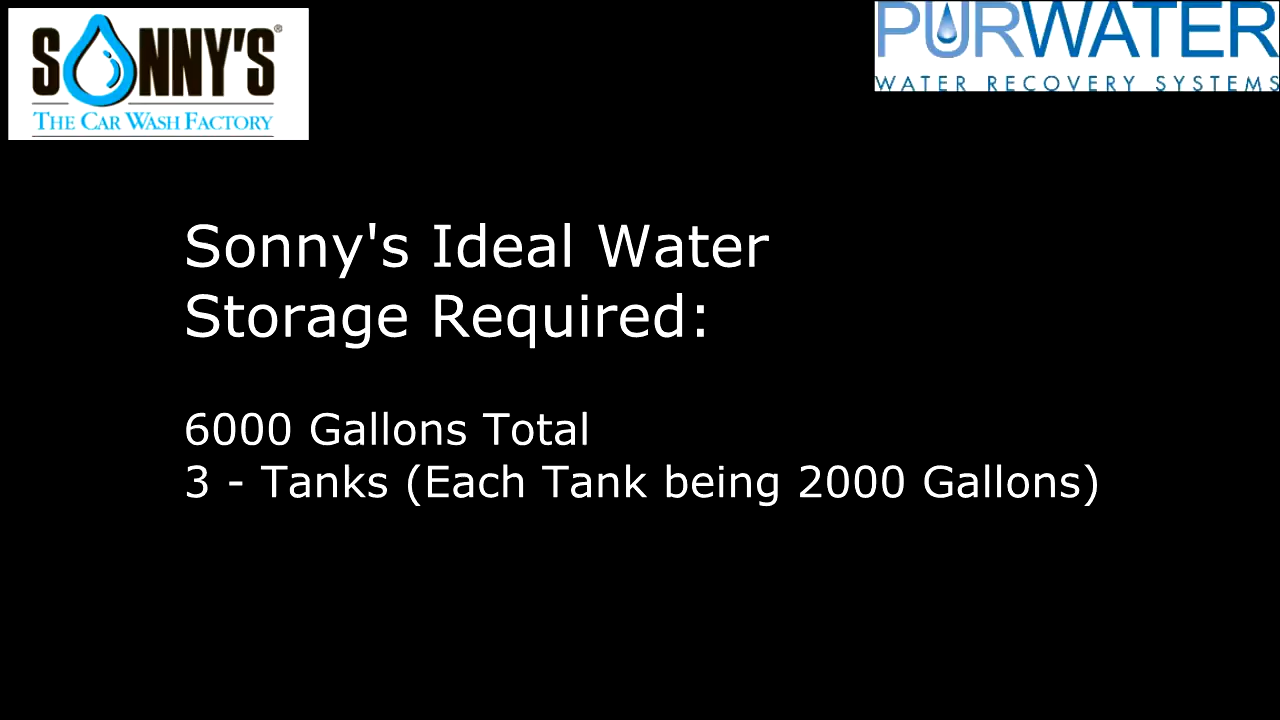 SONNY'S®
THE CAR WASH FACTORY
PURWATER
WATER RECOVERY SYSTEMS
Sonny's Ideal Water
Storage Required:
6000 Gallons Total
3 - Tanks (Each Tank being 2000 Gallons)